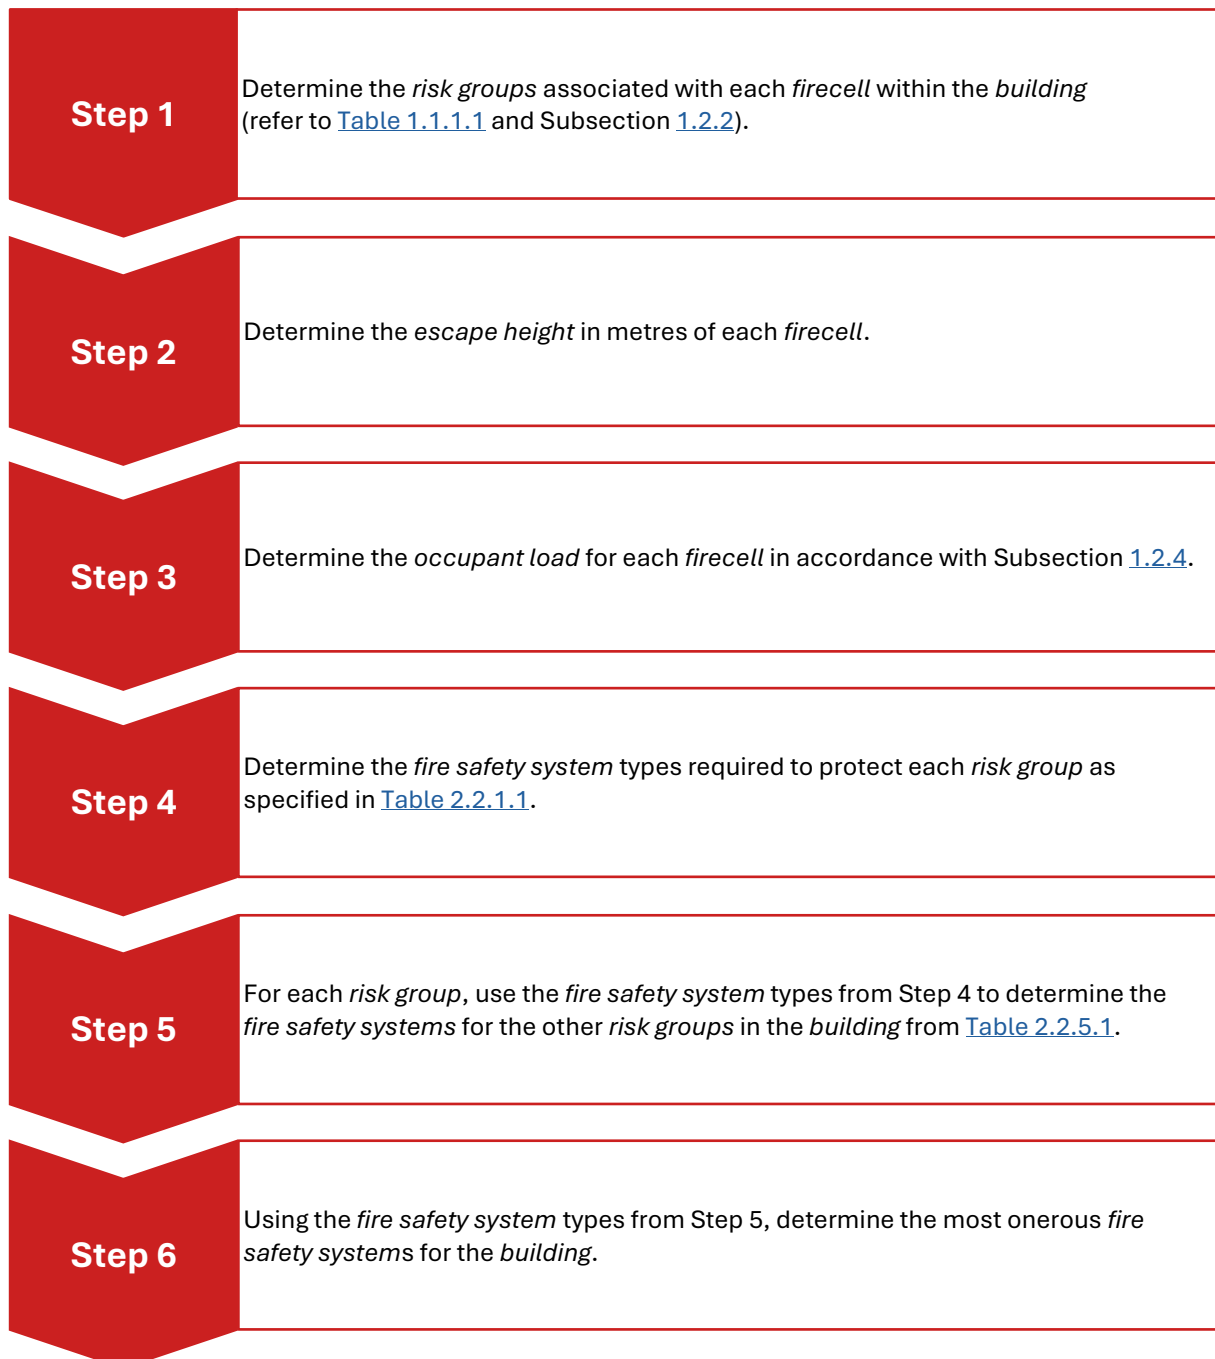 Step 1
Determine the risk groups associated with each firecell within the building
(refer to Table 1.1.1.1 and Subsection 1.2.2).
Step 2
Determine the escape height in metres of each firecell.
Step 3
Determine the occupant load for each firecell in accordance with Subsection 1.2.4.
Step 4
Determine the fire safety system types required to protect each risk group as
specified in Table 2.2.1.1.
Step 5
For each risk group, use the fire safety system types from Step 4 to determine the
fire safety systems for the other risk groups in the building from Table 2.2.5.1.
Step 6
Using the fire safety system types from Step 5, determine the most onerous fire
safety systems for the building.